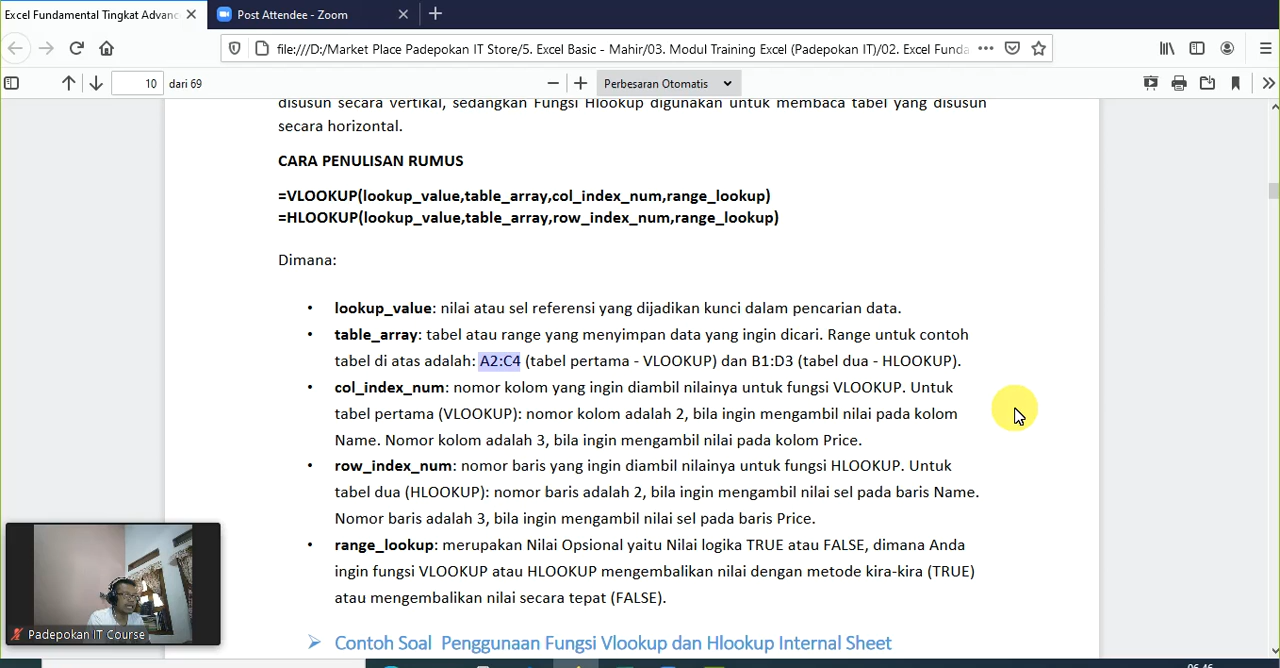 Excel Fundamental Tingkat Advanc
Post Attendee - Zoom
file:///D:/Market Place Padepokan IT Store/5. Excel Basic - Mahir/03. Modul Training Excel (Padepokan IT)/02. Excel Funda
10 dari 69
Perbesaran Otomatis
disusun secara vertikal, sedangkan Fungsi Hlookup digunakan untuk membaca tabel yang disusun
secara horizontal.
CARA PENULISAN RUMUS
=VLOOKUP(lookup_value,table_array,col_index_num,range_lookup)
=HLOOKUP(lookup_value,table_array,row_index_num,range_lookup)
Dimana:
• lookup_value: nilai atau sel referensi yang dijadikan kunci dalam pencarian data.
• table_array: tabel atau range yang menyimpan data yang ingin dicari. Range untuk contoh
tabel di atas adalah: A2:C4 (tabel pertama - VLOOKUP) dan B1:D3 (tabel dua - HLOOKUP).
• col_index_num: nomor kolom yang ingin diambil nilainya untuk fungsi VLOOKUP. Untuk
tabel pertama (VLOOKUP): nomor kolom adalah 2, bila ingin mengambil nilai pada kolom
Name. Nomor kolom adalah 3, bila ingin mengambil nilai pada kolom Price.
• row_index_num: nomor baris yang ingin diambil nilainya untuk fungsi HLOOKUP. Untuk
tabel dua (HLOOKUP): nomor baris adalah 2, bila ingin mengambil nilai sel pada baris Name.
Nomor baris adalah 3, bila ingin mengambil nilai sel pada baris Price.
• range_lookup: merupakan Nilai Opsional yaitu Nilai logika TRUE atau FALSE, dimana Anda
ingin fungsi VLOOKUP atau HLOOKUP mengembalikan nilai dengan metode kira-kira (TRUE)
atau mengembalikan nilai secara tepat (FALSE).
Padepokan IT Course
➢ Contoh Soal Penggunaan Fungsi Vlookup dan Hlookup Internal Sheet